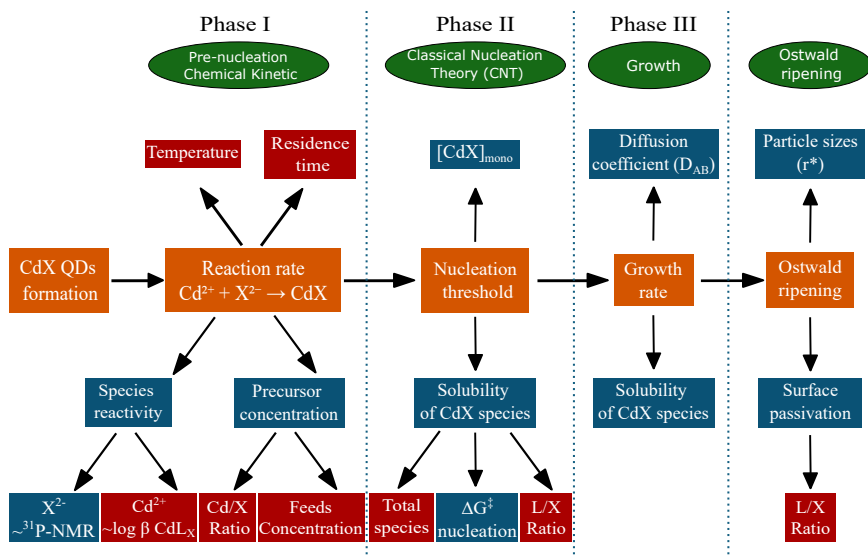 Phase I
Phase II
Phase III
Pre-nucleation
Chemical Kinetic
Classical Nucleation
Theory (CNT)
Growth
Ostwald
ripening
Temperature
Residence
time
[CdX]mono
Diffusion
coefficient (DAB)
Particle sizes
(r*)
CdX QDs
formation
Reaction rate
Cd²⁺ + X²⁻ → CdX
Nucleation
threshold
Growth
rate
Ostwald
ripening
Species
reactivity
Precursor
concentration
Solubility
of CdX species
Solubility
of CdX species
Surface
passivation
X²⁻
~³¹P-NMR
Cd²⁺
~log β CdLX
Cd/X
Ratio
Feeds
Concentration
Total
species
ΔG‡
nucleation
L/X
Ratio
L/X
Ratio